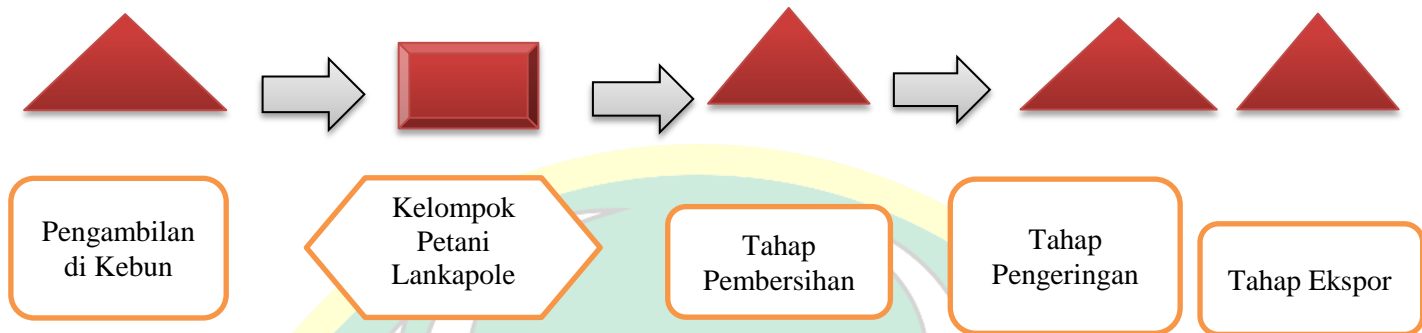 Pengambilan
di Kebun
Kelompok
Petani
Lankapole
Tahap
Pembersihan
Tahap
Pengeringan
Tahap Ekspor